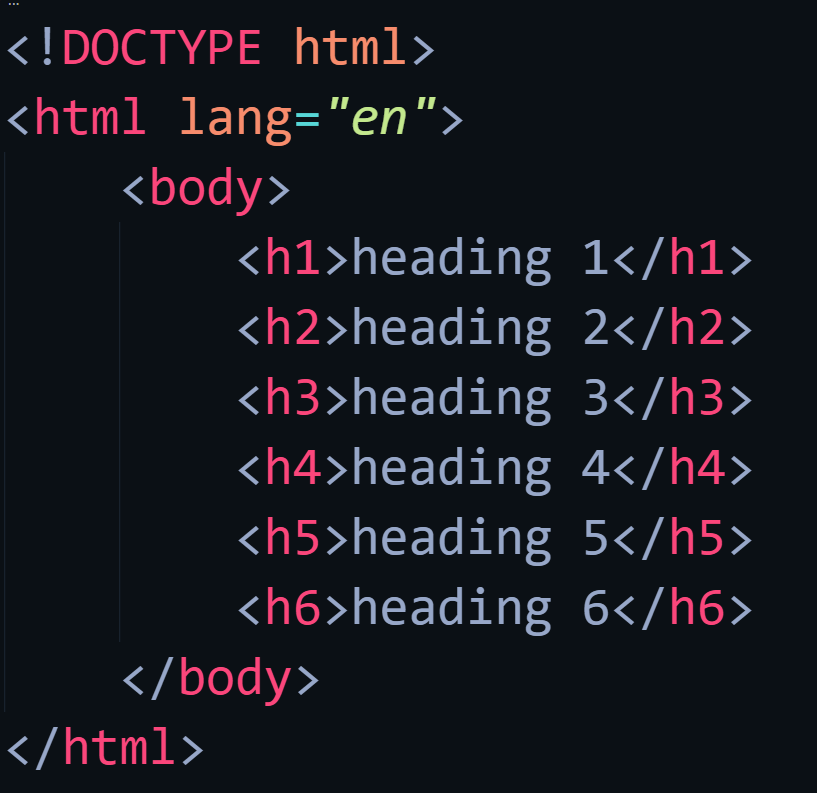 ...
<!DOCTYPE html>
<html lang="en">
<body>
<h1>heading 1</h1>
<h2>heading 2</h2>
<h3>heading 3</h3>
<h4>heading 4</h4>
<h5>heading 5</h5>
<h6>heading 6</h6>
</body>
</html>